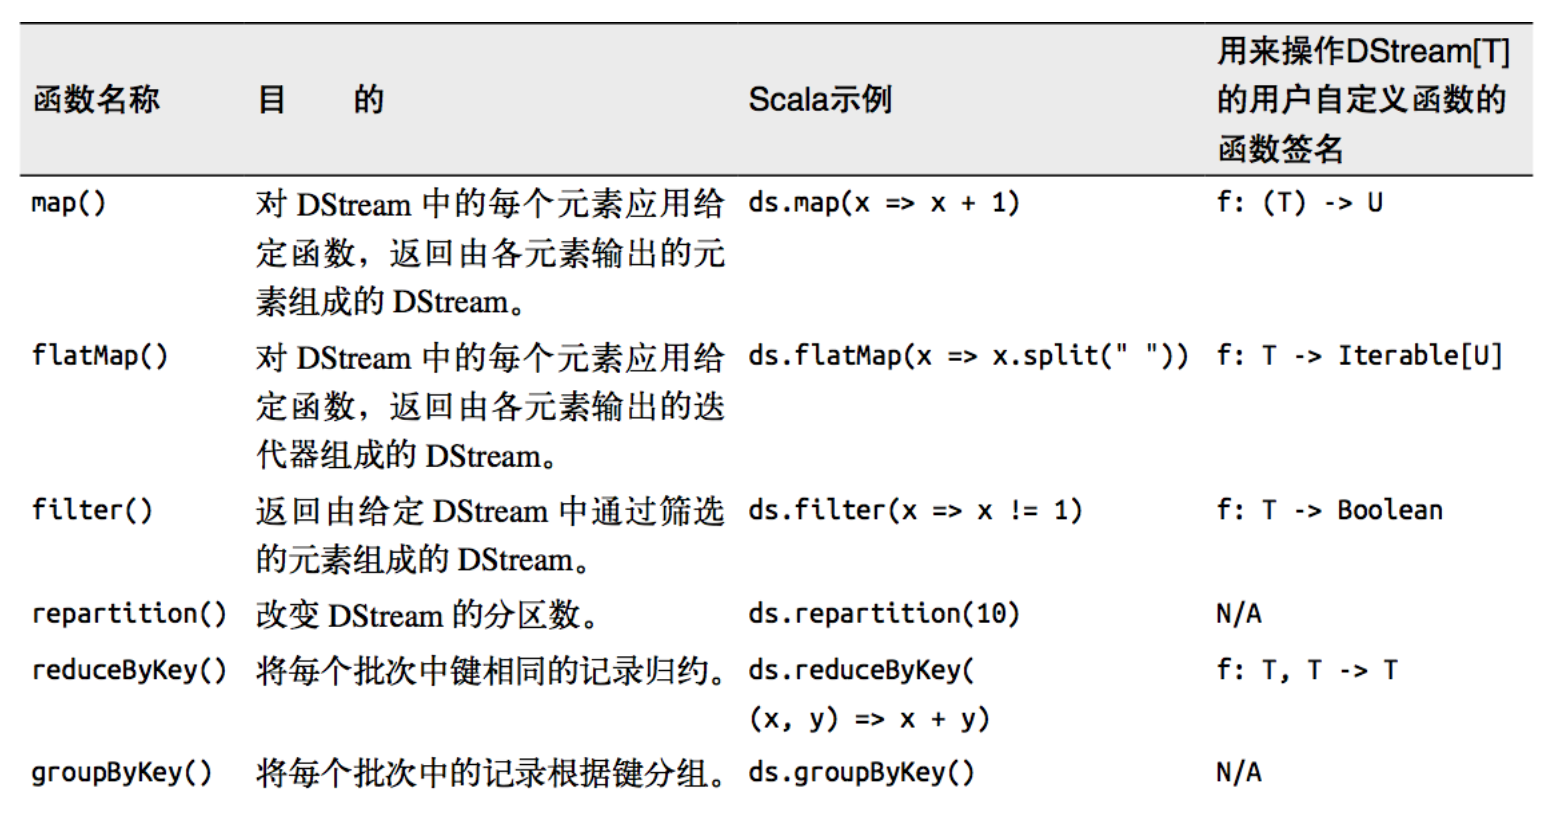 函数名称 目 的 Scala示例 用来操作DStream[T]
的用户自定义函数的
函数签名
map() 对 DStream 中的每个元素应用给 ds.map(x => x + 1) f: (T) -> U
定函数，返回由各元素输出的元
素组成的 DStream。
flatMap() 对 DStream 中的每个元素应用给 ds.flatMap(x => x.split(" ")) f: T -> Iterable[U]
定函数，返回由各元素输出的迭
代器组成的 DStream。
filter() 返回由给定 DStream 中通过筛选 ds.filter(x => x != 1) f: T -> Boolean
的元素组成的 DStream。
repartition() 改变 DStream 的分区数。 ds.repartition(10) N/A
reduceByKey() 将每个批次中键相同的记录归约。 ds.reduceByKey( f: T, T -> T
(x, y) => x + y)
groupByKey() 将每个批次中的记录根据键分组。 ds.groupByKey() N/A